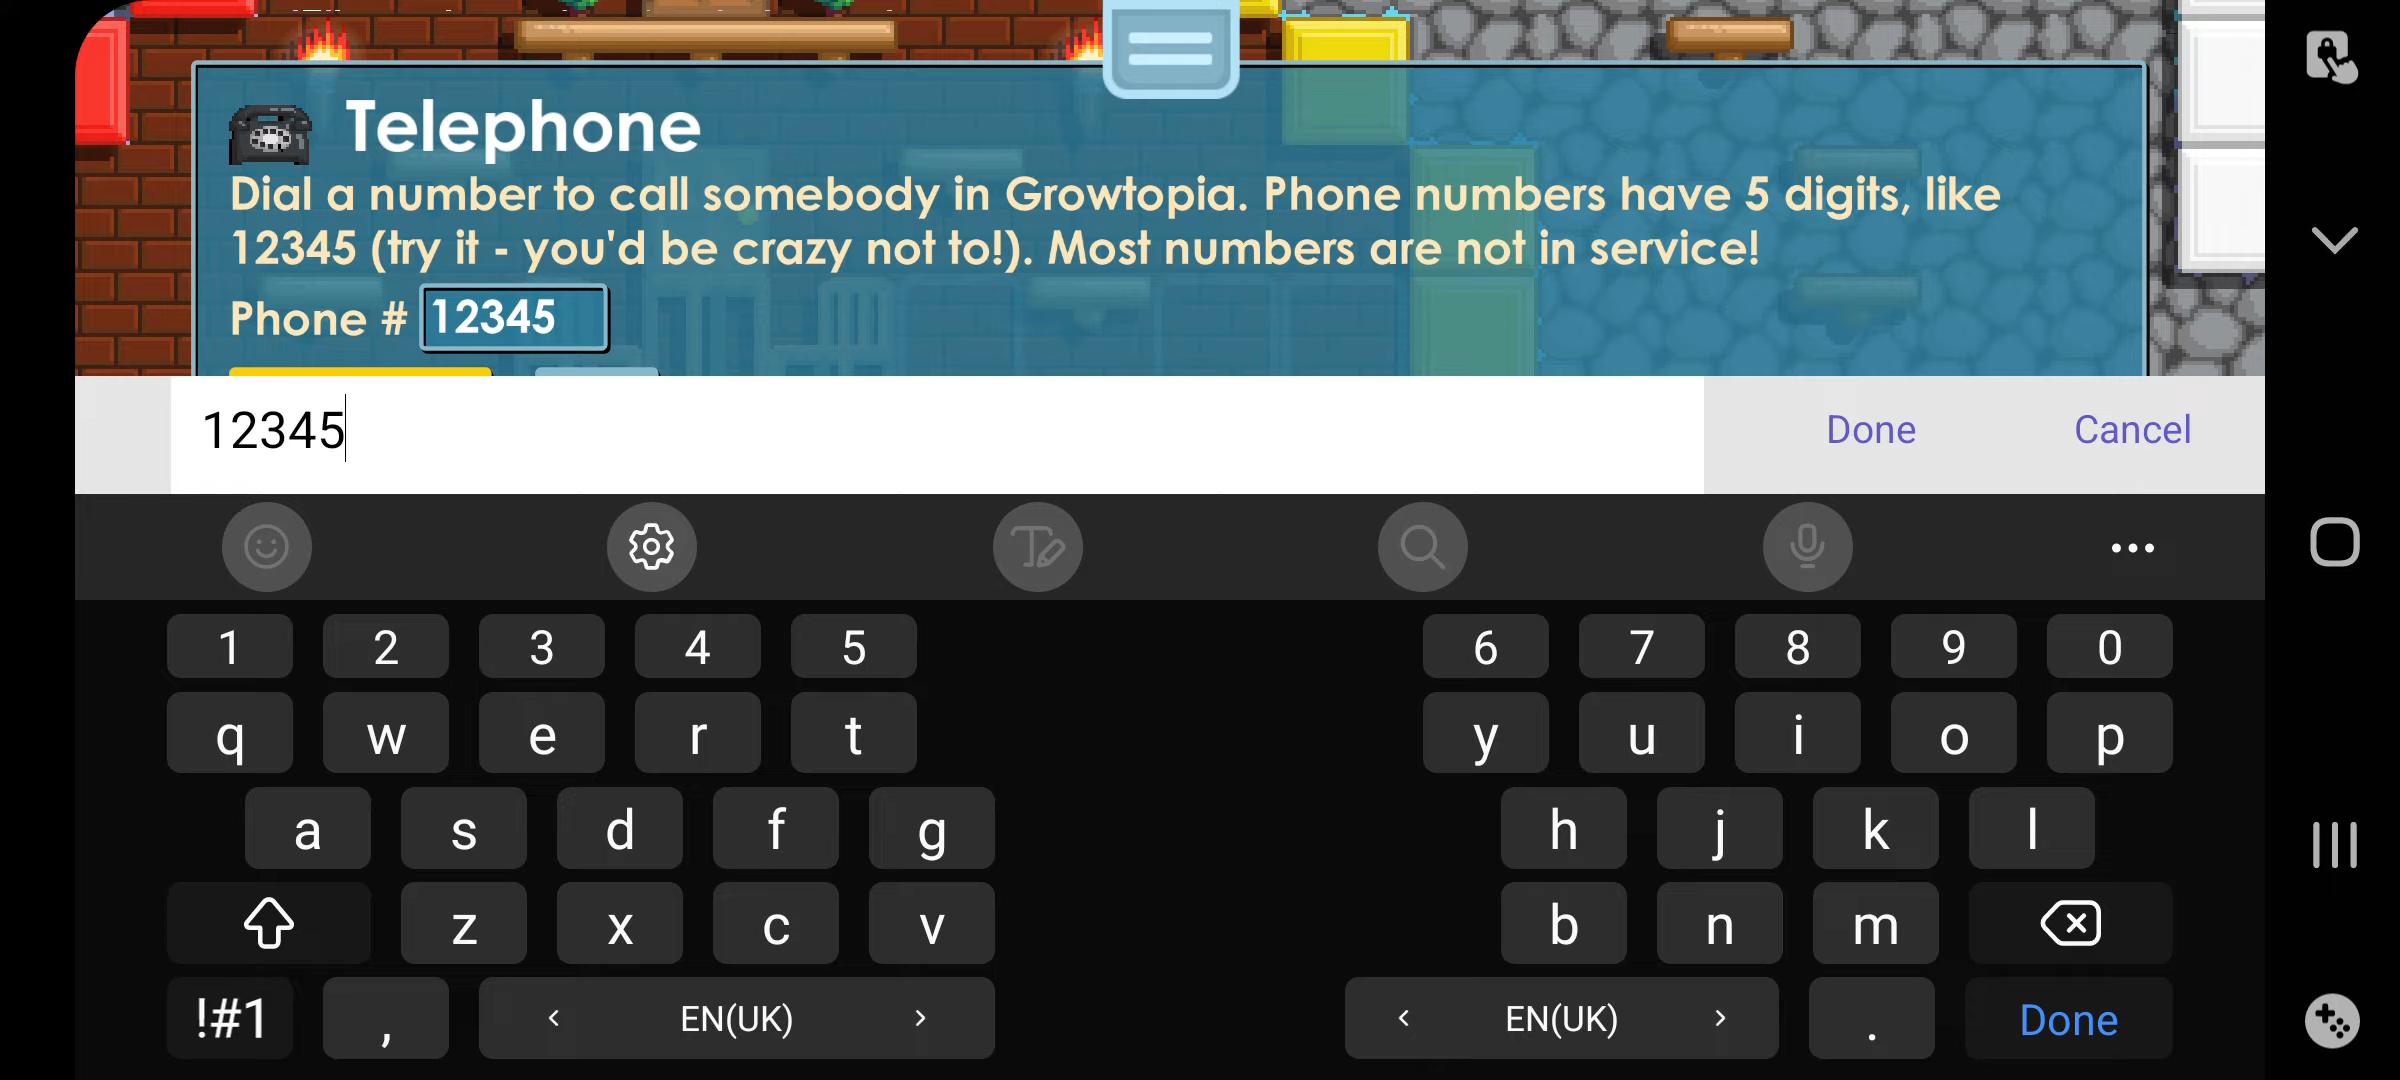 Telephone
Dial a number to call somebody in Growtopia. Phone numbers have 5 digits, like
12345 (try it - you'd be crazy not to!). Most numbers are not in service!
Phone # 12345
12345 Done Cancel
1 2 3 4 5 6 7 8 9 0
q w e r t y u i o p
a s d f g h j k l
z x c v b n m
!#1 , < EN(UK) > < EN(UK) > . Done